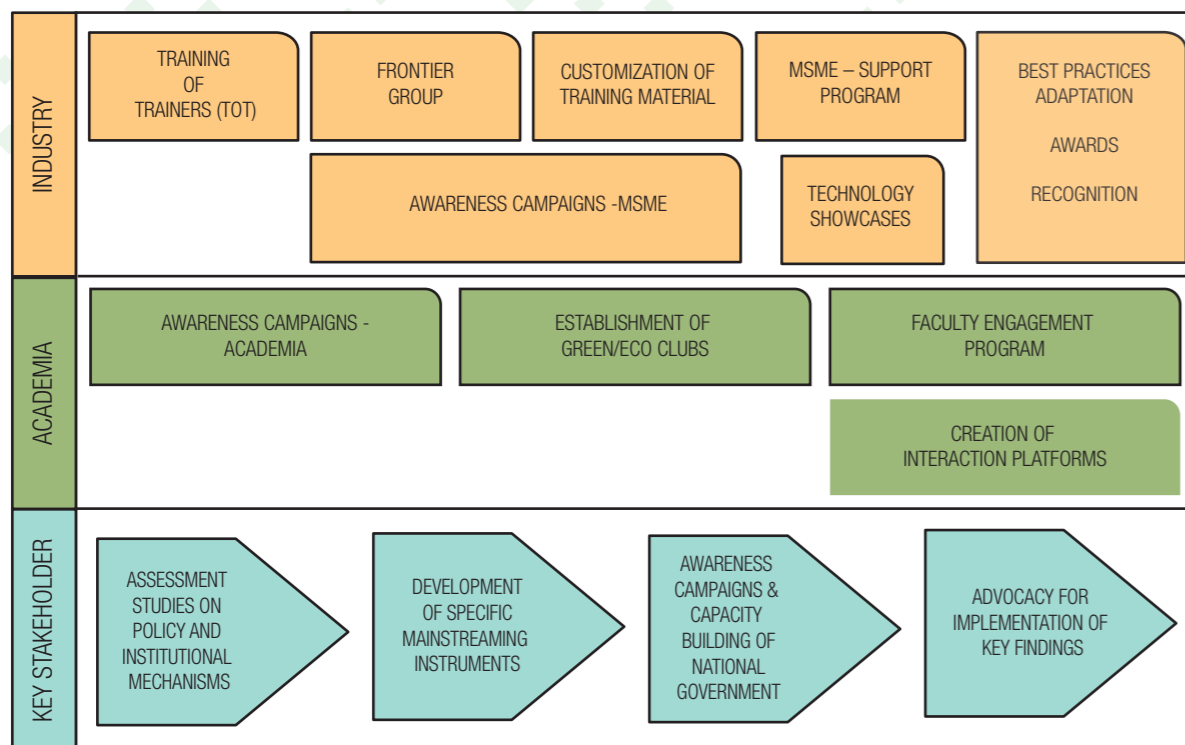 INDUSTRY
TRAINING
OF
TRAINERS (TOT)
FRONTIER
GROUP
CUSTOMIZATION OF
TRAINING MATERIAL
MSME – SUPPORT
PROGRAM
BEST PRACTICES
ADAPTATION
AWARDS
RECOGNITION
AWARENESS CAMPAIGNS -MSME
TECHNOLOGY
SHOWCASES
ACADEMIA
AWARENESS CAMPAIGNS -
ACADEMIA
ESTABLISHMENT OF
GREEN/ECO CLUBS
FACULTY ENGAGEMENT
PROGRAM
CREATION OF
INTERACTION PLATFORMS
KEY STAKEHOLDER
ASSESSMENT
STUDIES ON
POLICY AND
INSTITUTIONAL
MECHANISMS
DEVELOPMENT
OF SPECIFIC
MAINSTREAMING
INSTRUMENTS
AWARENESS
CAMPAIGNS &
CAPACITY
BUILDING OF
NATIONAL
GOVERNMENT
ADVOCACY FOR
IMPLEMENTATION OF
KEY FINDINGS